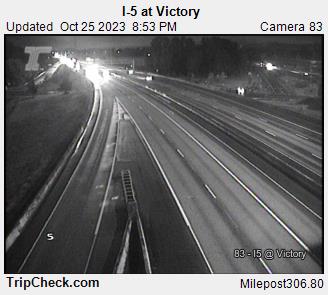 I-5 at Victory
Updated Oct 25 2023 8:53 PM Camera 83
T
S
83 - I5 @ Victory
TripCheck.com Milepost306.80